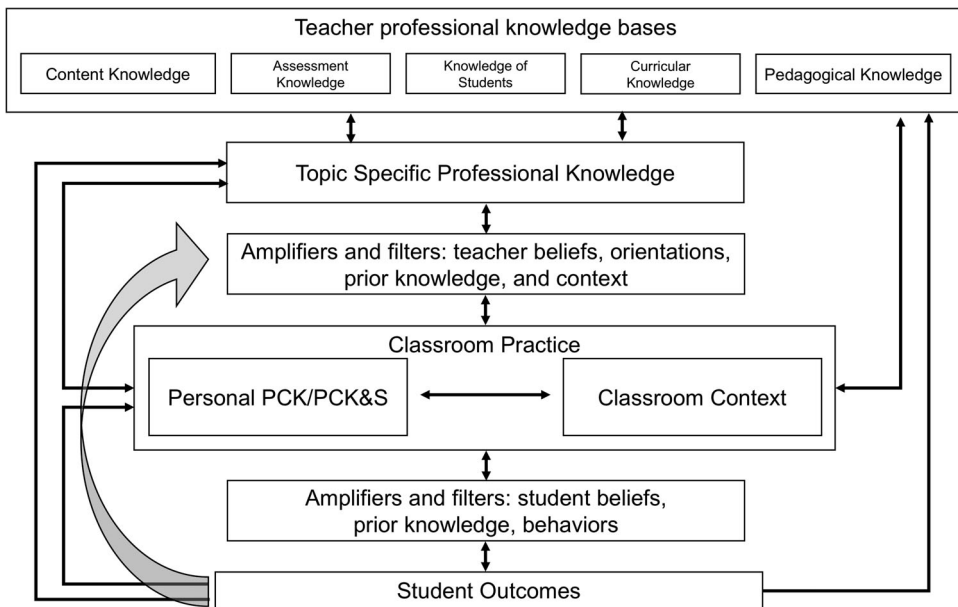 Teacher professional knowledge bases
Content Knowledge
Assessment
Knowledge
Knowledge of
Students
Curricular
Knowledge
Pedagogical Knowledge
Topic Specific Professional Knowledge
Amplifiers and filters: teacher beliefs, orientations,
prior knowledge, and context
Classroom Practice
Personal PCK/PCK&S
Classroom Context
Amplifiers and filters: student beliefs,
prior knowledge, behaviors
Student Outcomes